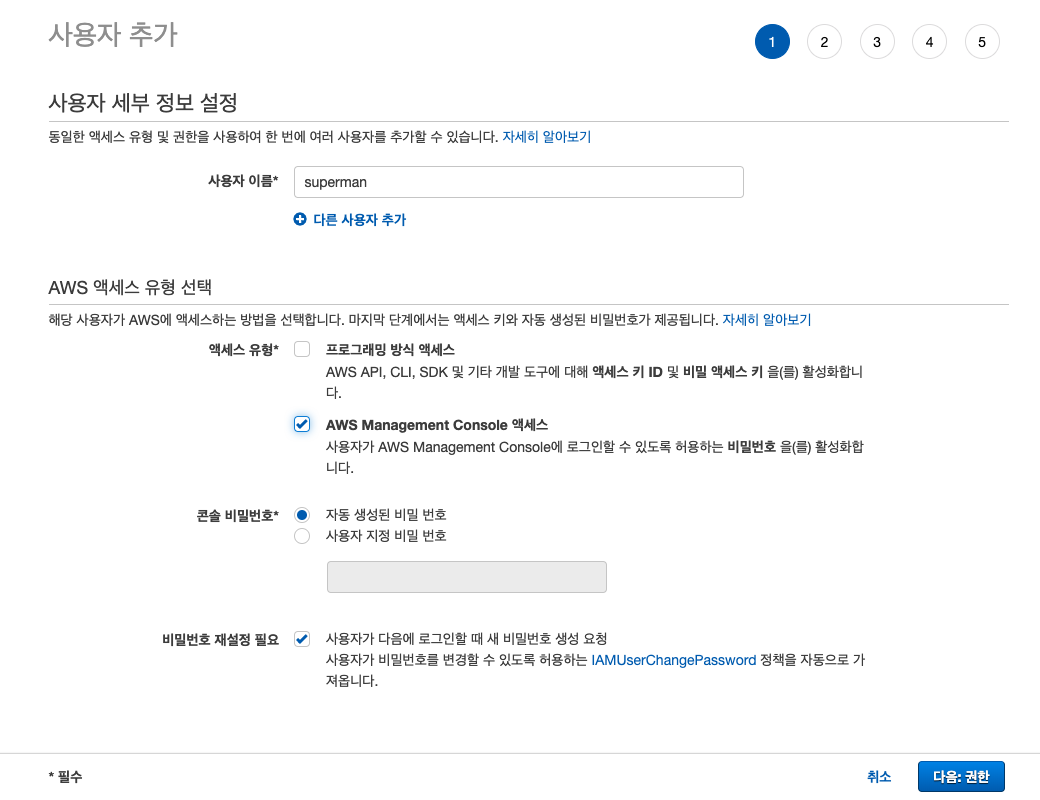 사용자 추가
1 2 3 4 5
사용자 세부 정보 설정
동일한 액세스 유형 및 권한을 사용하여 한 번에 여러 사용자를 추가할 수 있습니다. 자세히 알아보기
사용자 이름* superman
다른 사용자 추가
AWS 액세스 유형 선택
해당 사용자가 AWS에 액세스하는 방법을 선택합니다. 마지막 단계에서는 액세스 키와 자동 생성된 비밀번호가 제공됩니다. 자세히 알아보기
액세스 유형* 프로그래밍 방식 액세스
AWS API, CLI, SDK 및 기타 개발 도구에 대해 액세스 키 ID 및 비밀 액세스 키 을(를) 활성화합니
다.
AWS Management Console 액세스
사용자가 AWS Management Console에 로그인할 수 있도록 허용하는 비밀번호 을(를) 활성화합
니다.
콘솔 비밀번호* 자동 생성된 비밀 번호
사용자 지정 비밀 번호
비밀번호 재설정 필요 사용자가 다음에 로그인할 때 새 비밀번호 생성 요청
사용자가 비밀번호를 변경할 수 있도록 허용하는 IAMUserChangePassword 정책을 자동으로 가
져옵니다.
* 필수 취소 다음: 권한